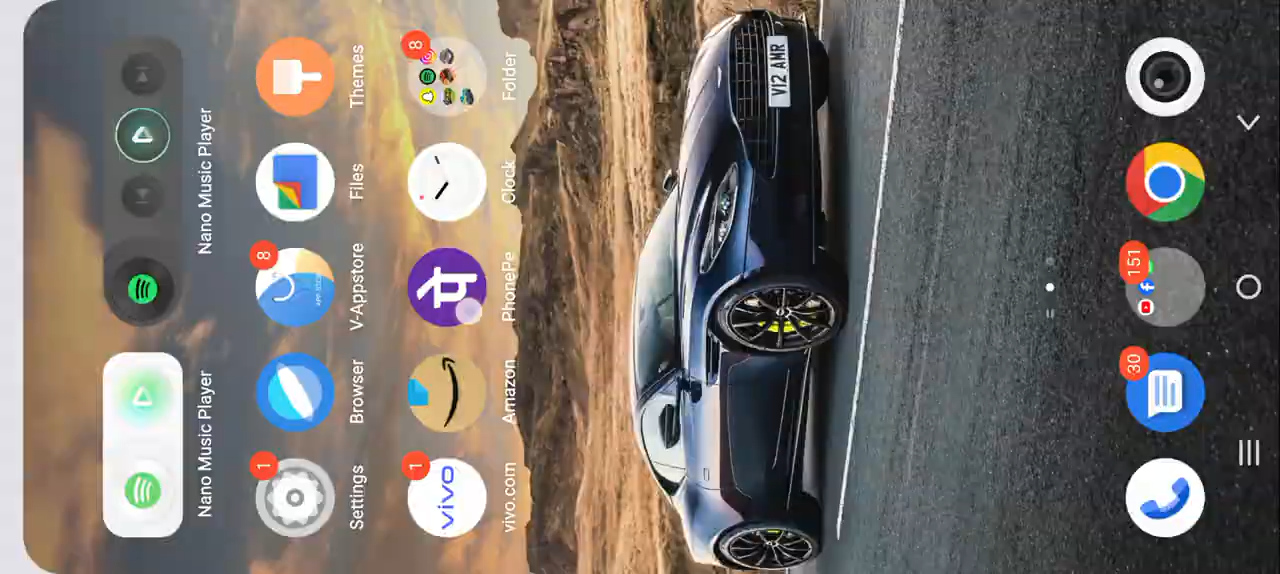 Nano Music Player
Nano Music Player
1
Settings
Browser
8
V-Appstore
Files
Themes
1
vivo
vivo.com
Amazon
PhonePe
Clock
8
Folder
V12 AMR
30
151